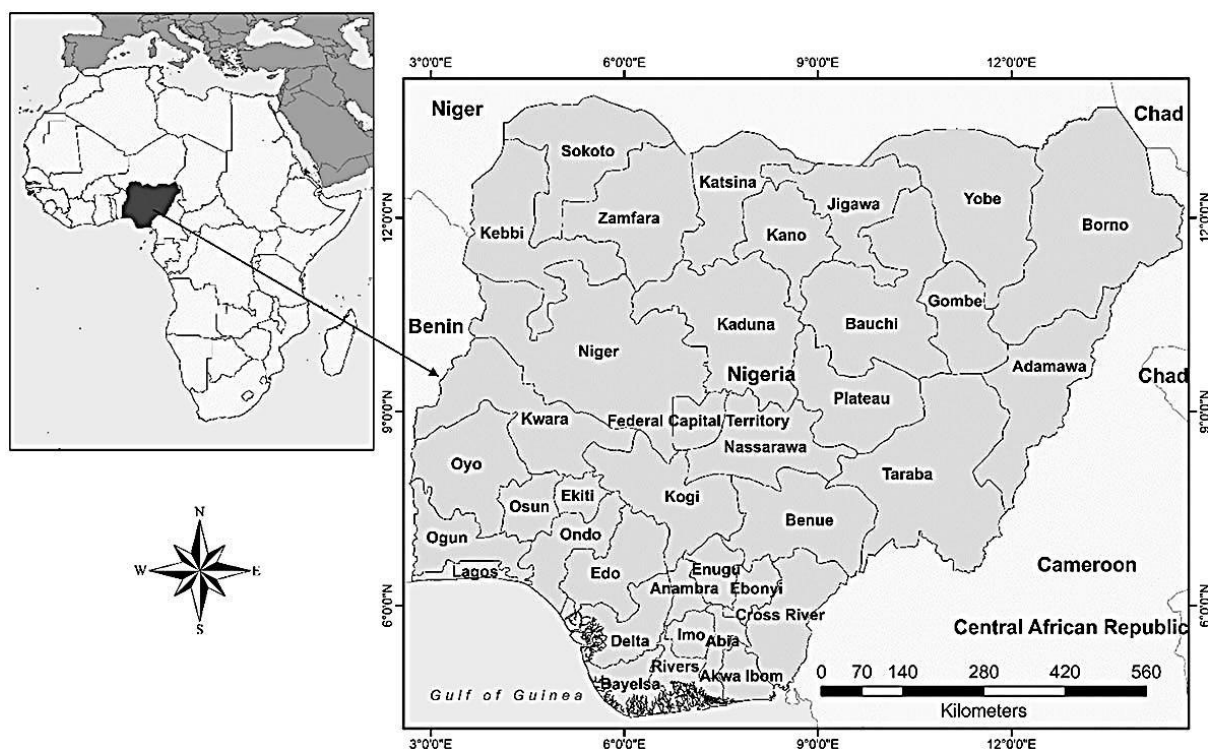 3°0'0"E 6°0'0"E 9°0'0"E 12°0'0"E
Niger
Chad
Sokoto
Katsina
Jigawa
Yobe
Borno
Zamfara
Kebbi
Kano
12°0'0"N
12°0'0"N
Gombe
Benin
Kaduna
Bauchi
Niger
Adamawa
Nigeria
Chad
Plateau
9°0'0"N
9°0'0"N
Kwara
Federal Capital Territory
Nassarawa
Oyo
Taraba
Ekiti
Kogi
Osun
Benue
Ogun
Ondo
Lagos
Edo
Enugu
Cameroon
Anambra
Ebonyi
6°0'0"N
6°0'0"N
Cross River
Central African Republic
Delta
Imo
Abia
Rivers
Akwa Ibom
Bayelsa
Gulf of Guinea
0 70 140 280 420 560
Kilometers
3°0'0"E 6°0'0"E 9°0'0"E 12°0'0"E
N
W
E
S